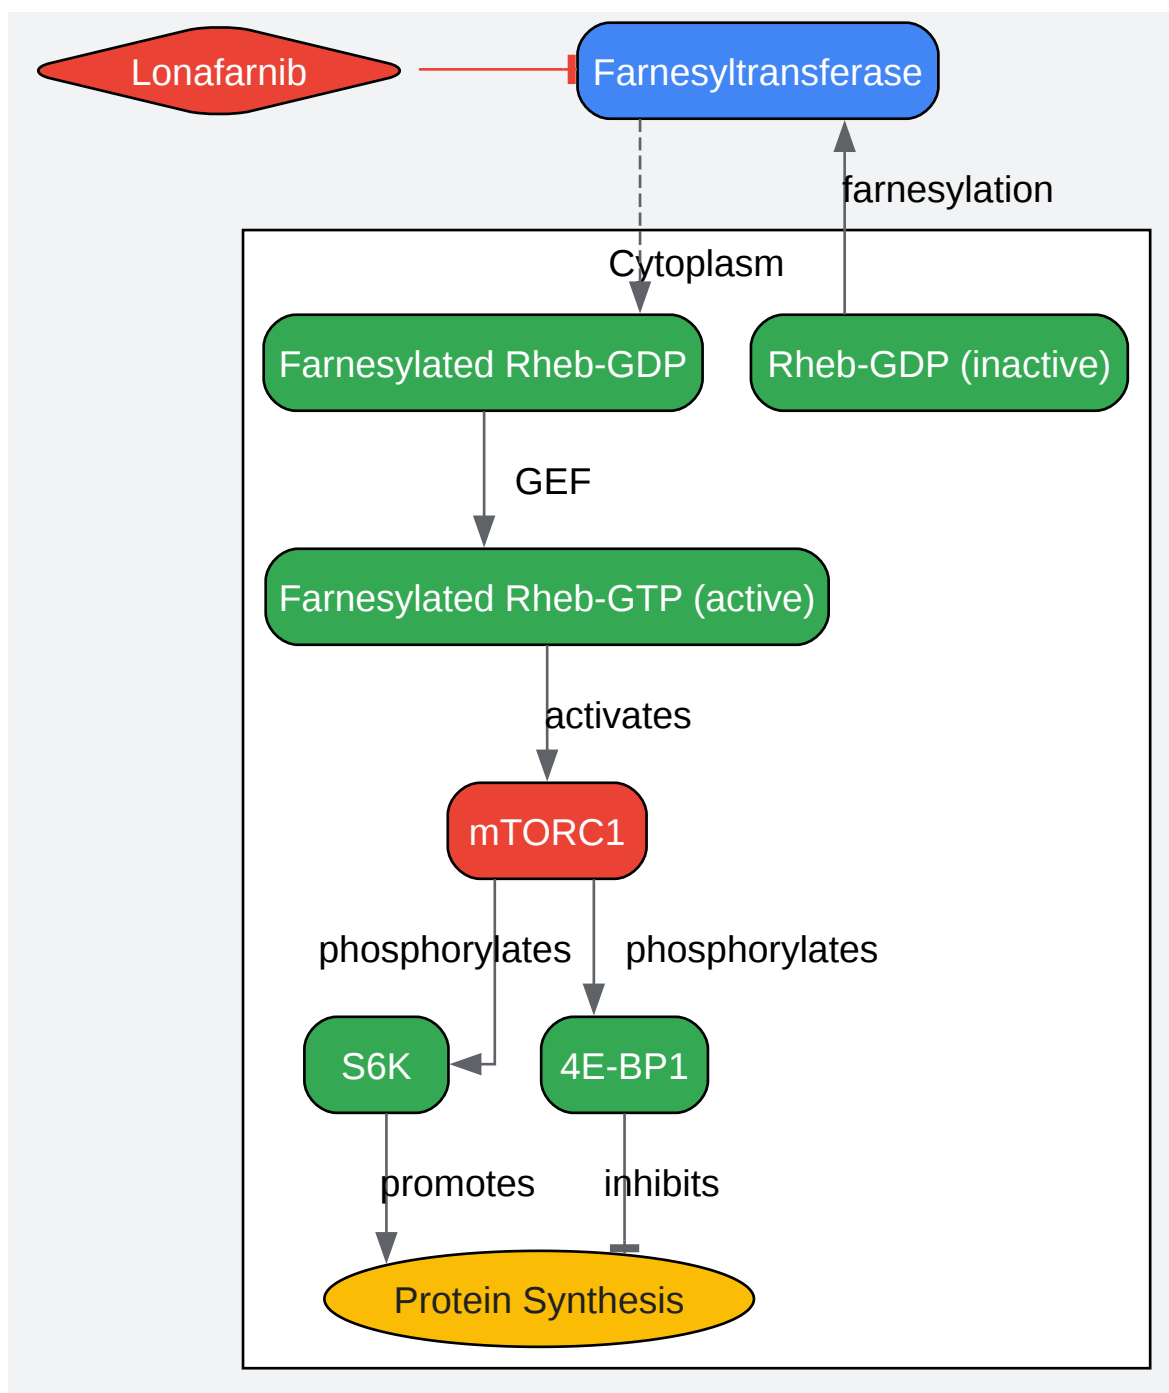 Lonafarnib
Farnesyltransferase
farnesylation
Cytoplasm
Farnesylated Rheb-GDP
Rheb-GDP (inactive)
GEF
Farnesylated Rheb-GTP (active)
activates
mTORC1
phosphorylates
phosphorylates
S6K
4E-BP1
promotes
inhibits
Protein Synthesis